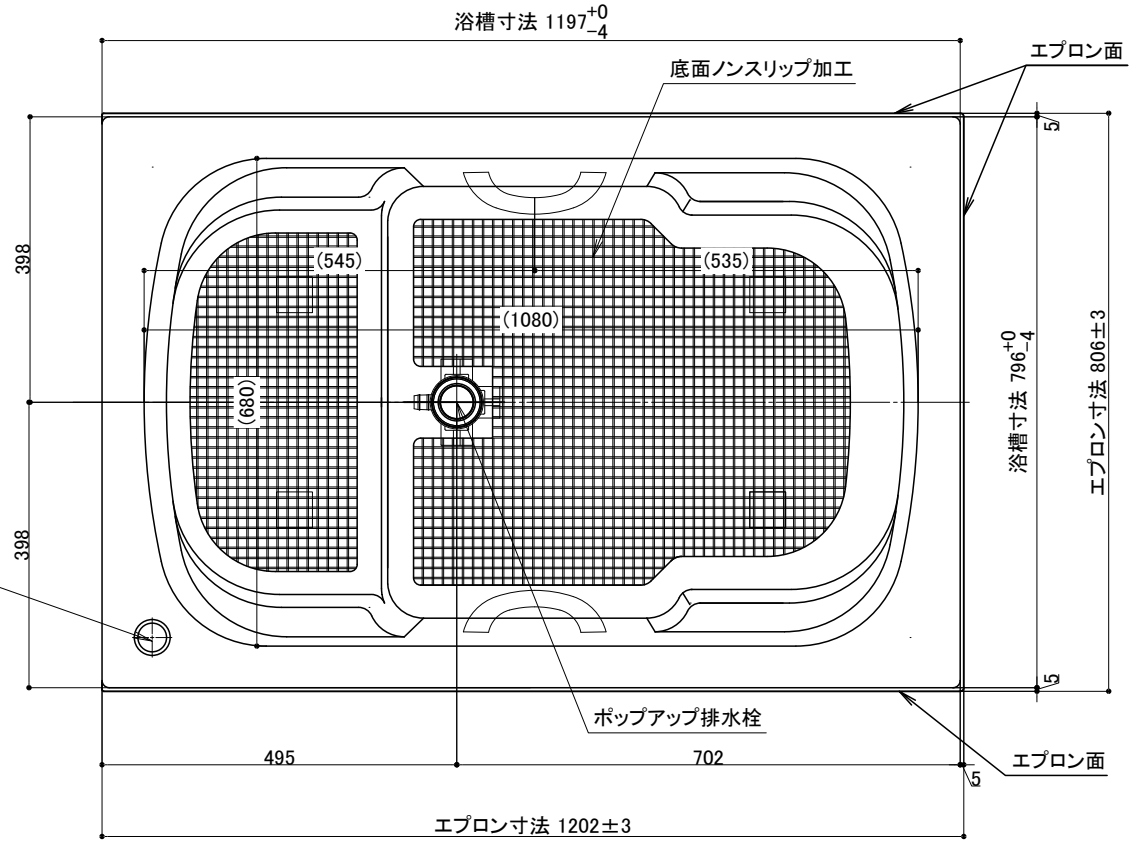 浴槽寸法 1197+0 -4
エプロン面
底面ノンスリップ加工
5
398
(545)
(535)
(1080)
(680)
浴槽寸法 796+0 -4
エプロン寸法 806±3
398
5
ポップアップ排水栓
495
702
エプロン面
5
エプロン寸法 1202±3